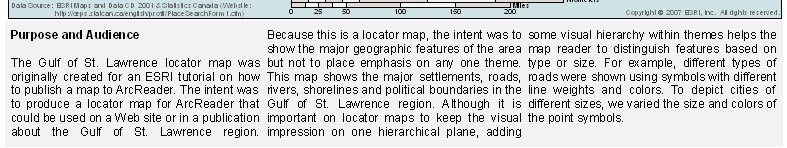 Data Source: ESRI Maps and Data CD 2001 & Statistics Canada (Website:
0 25 50 100 150 200
Miles
Copyright © 2007 ESRI, Inc. All rights reserved.
Purpose and Audience
The Gulf of St. Lawrence locator map was
originally created for an ESRI tutorial on how
to publish a map to ArcReader. The intent was
to produce a locator map for ArcReader that
could be used on a Web site or in a publication
about the Gulf of St. Lawrence region.
Because this is a locator map, the intent was to
show the major geographic features of the area
but not to place emphasis on any one theme.
This map shows the major settlements, roads,
rivers, shorelines and political boundaries in the
Gulf of St. Lawrence region. Although it is
important on locator maps to keep the visual
impression on one hierarchical plane, adding
some visual hierarchy within themes helps the
map reader to distinguish features based on
type or size. For example, different types of
roads were shown using symbols with different
line weights and colors. To depict cities of
different sizes, we varied the size and colors of
the point symbols.